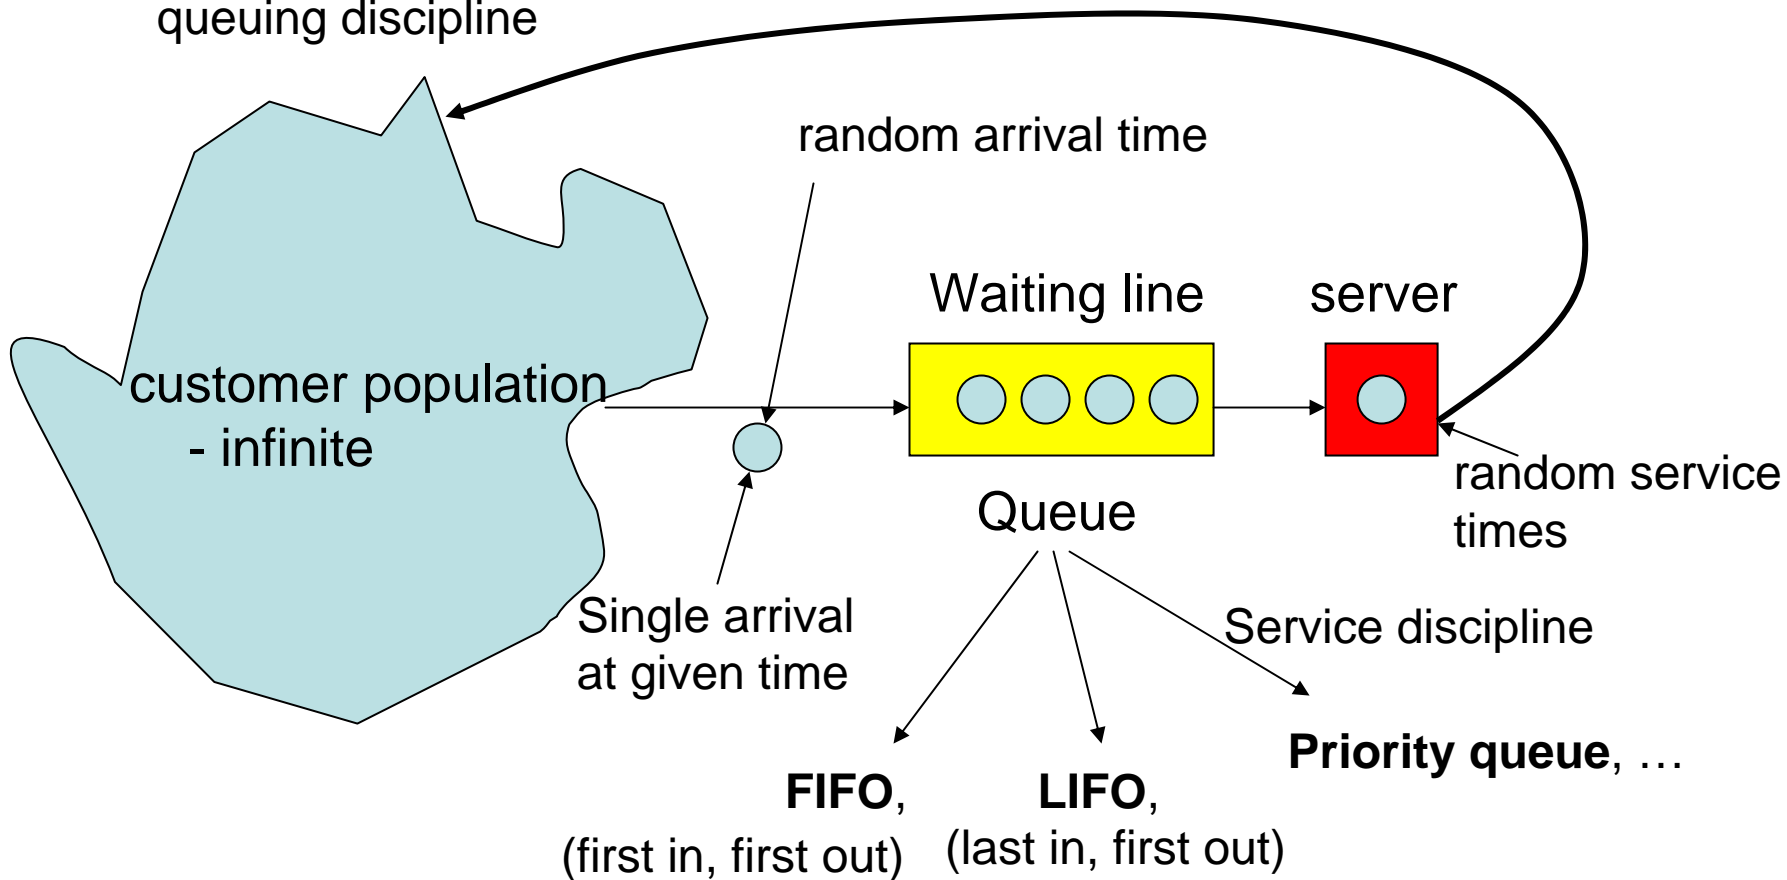 queuing discipline
random arrival time
Waiting line
server
customer population
- infinite
random service
times
Queue
Single arrival
at given time
Service discipline
Priority queue, …
FIFO,
(first in, first out)
LIFO,
(last in, first out)